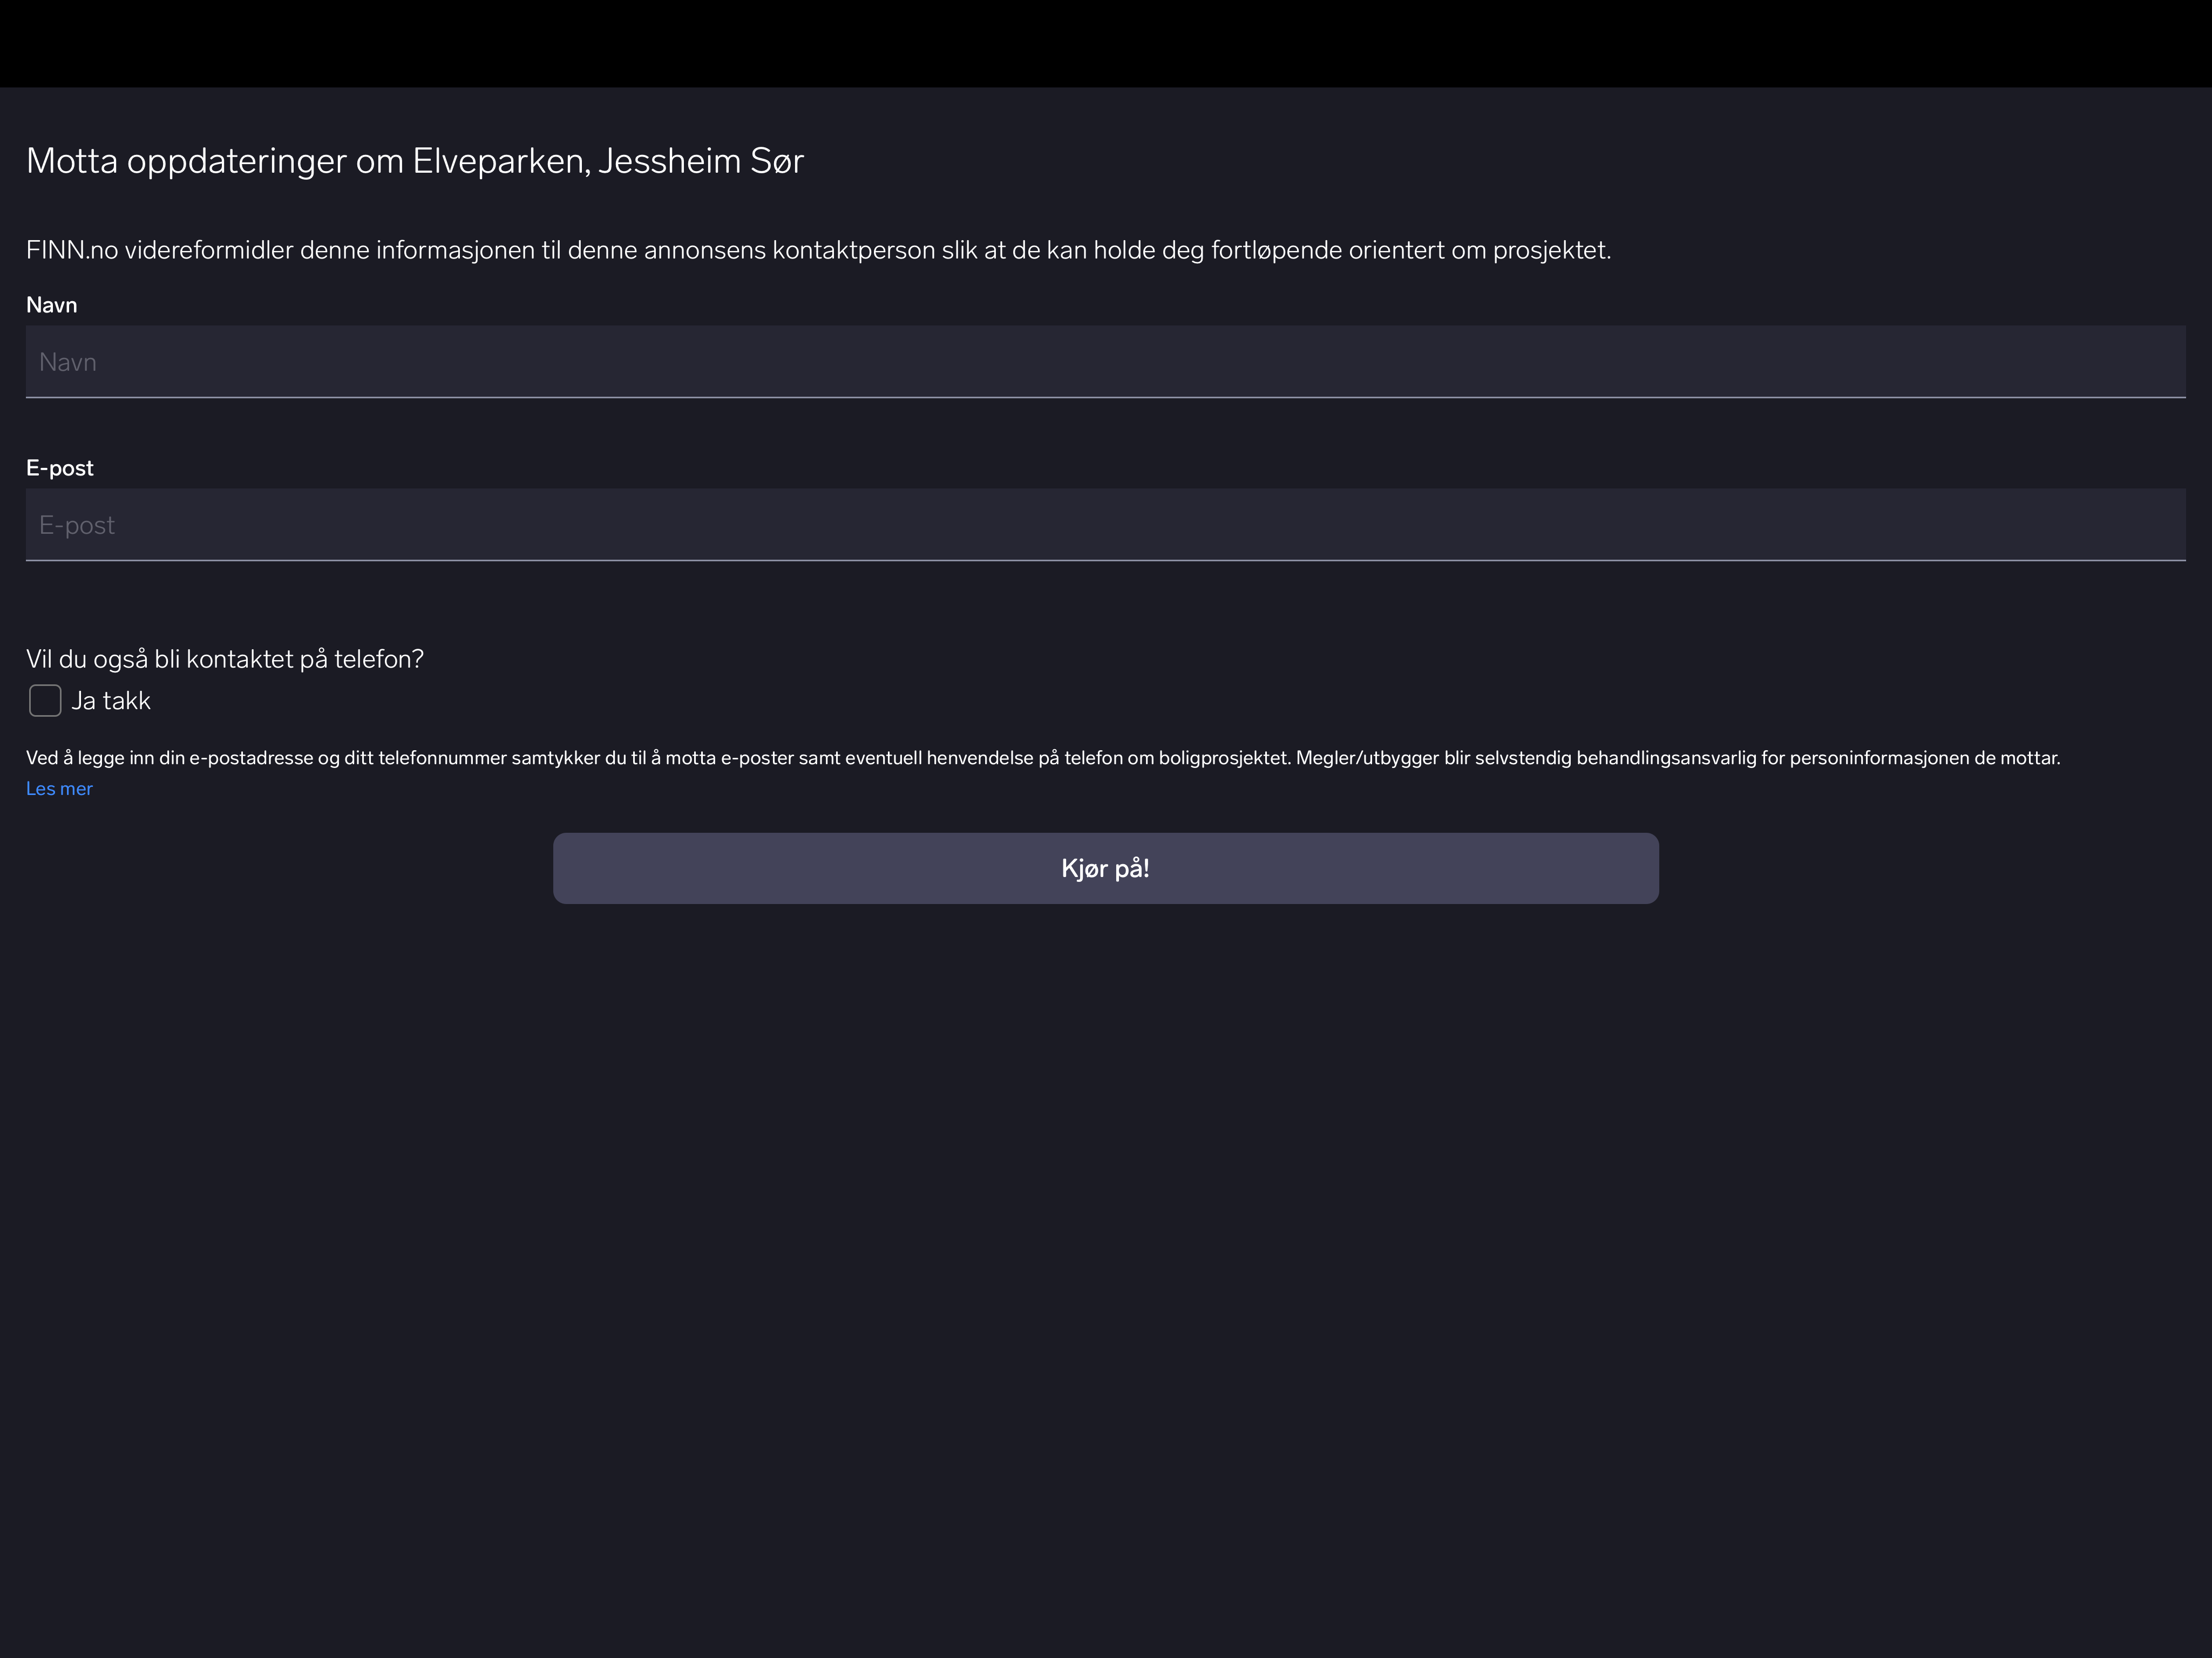 Motta oppdateringer om Elveparken, Jessheim Sør
FINN.no videreformidler denne informasjonen til denne annonsens kontaktperson slik at de kan holde deg fortløpende orientert om prosjektet.
Navn
Navn
E-post
E-post
Vil du også bli kontaktet på telefon?
Ja takk
Ved å legge inn din e-postadresse og ditt telefonnummer samtykker du til å motta e-poster samt eventuell henvendelse på telefon om boligprosjektet. Megler/utbygger blir selvstendig behandlingsansvarlig for personinformasjonen de mottar.
Les mer
Kjør på!